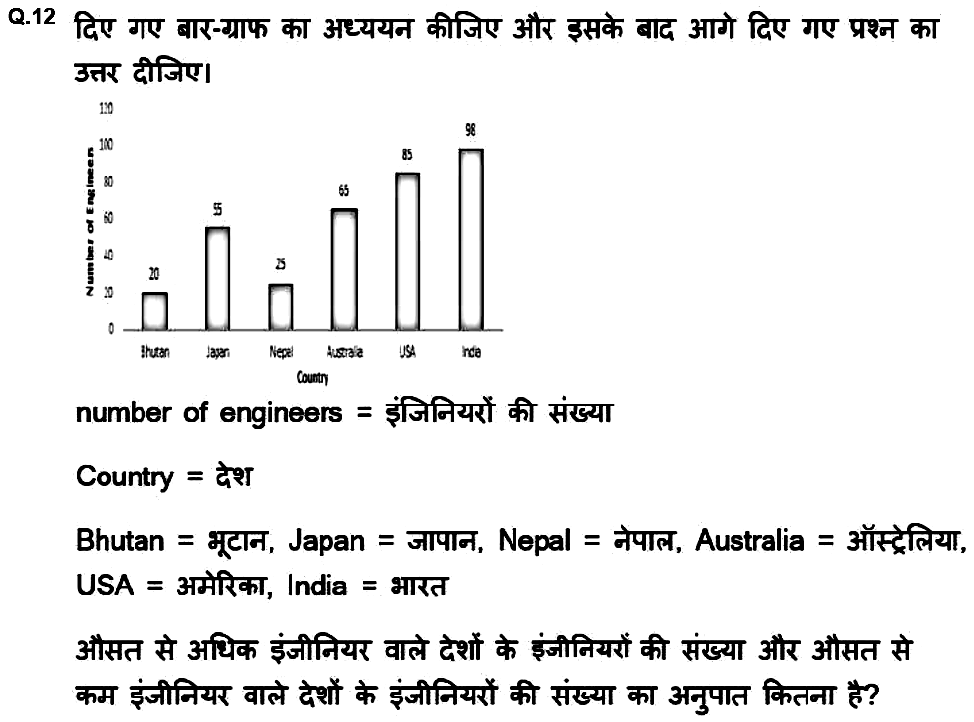 Q.12 दिए गए बार-ग्राफ का अध्ययन कीजिए और इसके बाद आगे दिए गए प्रश्न का
उत्तर दीजिए।
120
100
80
60
40
20
0
Number of Engineers
20
55
25
65
85
98
Bhutan Japan Nepal Australia USA India
Country
number of engineers = इंजिनियरों की संख्या
Country = देश
Bhutan = भूटान, Japan = जापान, Nepal = नेपाल, Australia = ऑस्ट्रेलिया,
USA = अमेरिका, India = भारत
औसत से अधिक इंजीनियर वाले देशों के इंजीनियरों की संख्या और औसत से
कम इंजीनियर वाले देशों के इंजीनियरों की संख्या का अनुपात कितना है?